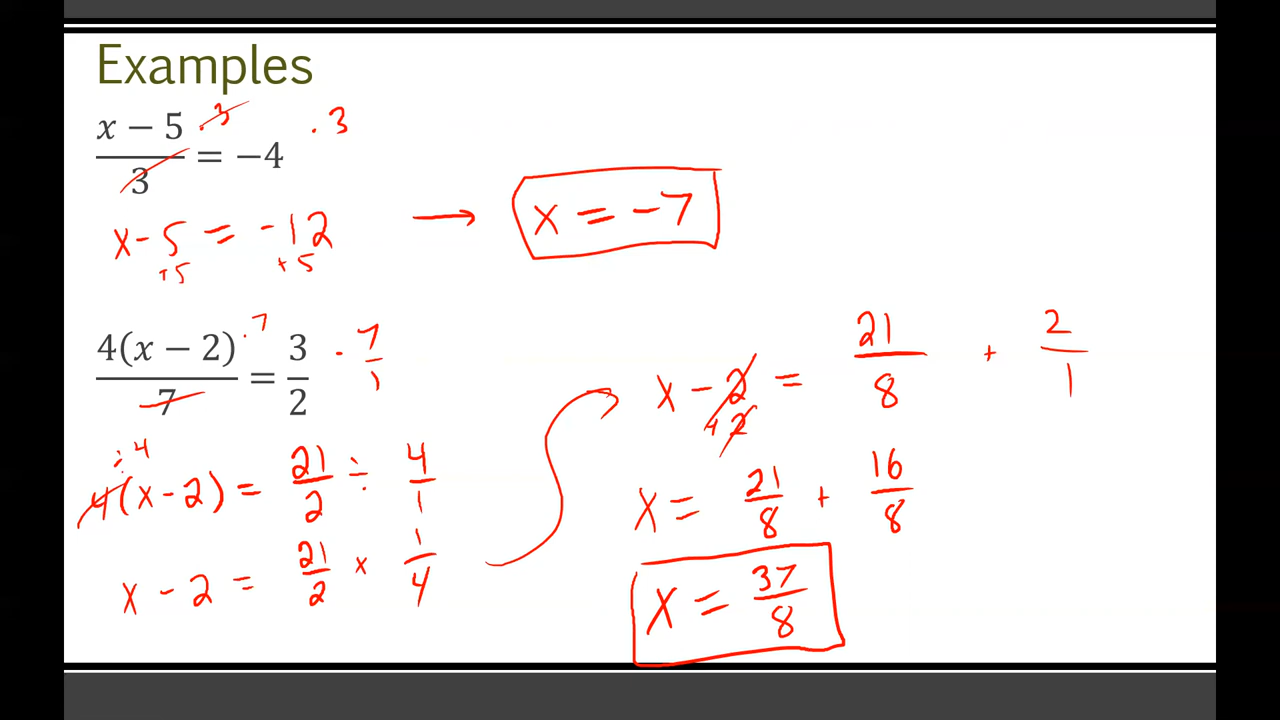 Examples
(x − 5)/3 · 3 = −4 · 3
x - 5 = -12
+5 +5
→ x = -7
4(x − 2)/7 · 7 = 3/2 · 7/1
÷4
4(x - 2) = 21/2 ÷ 4/1
x - 2 = 21/2 × 1/4
x - 2 = 21/8 + 2/1
+2
x = 21/8 + 16/8
x = 37/8